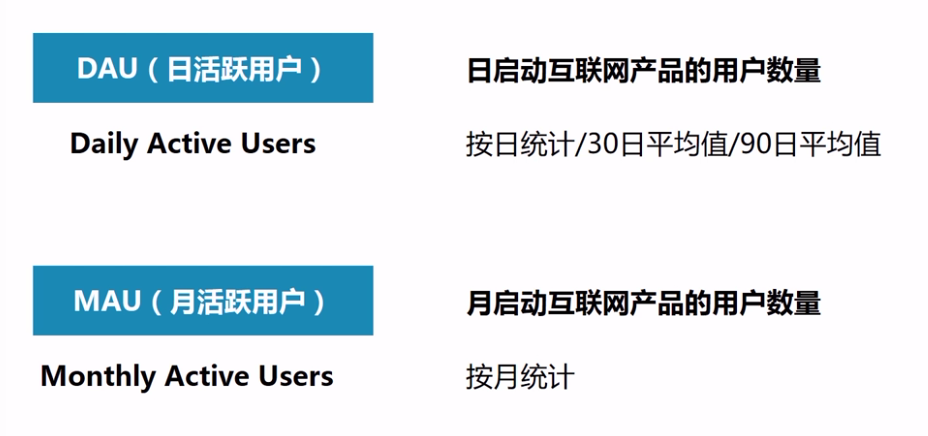 DAU（日活跃用户）
日启动互联网产品的用户数量
Daily Active Users
按日统计/30日平均值/90日平均值
MAU（月活跃用户）
月启动互联网产品的用户数量
Monthly Active Users
按月统计